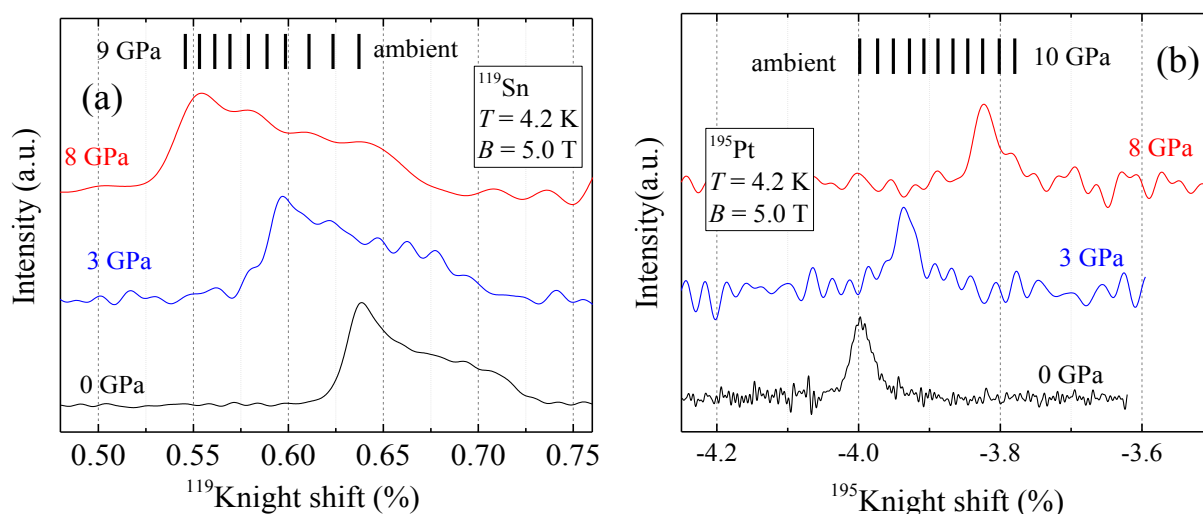 9 GPa
ambient
(a)
¹¹⁹Sn
T = 4.2 K
B = 5.0 T
8 GPa
3 GPa
0 GPa
Intensity (a.u.)
0.50 0.55 0.60 0.65 0.70 0.75
¹¹⁹Knight shift (%)
ambient
10 GPa
(b)
¹⁹⁵Pt
T = 4.2 K
B = 5.0 T
8 GPa
3 GPa
0 GPa
Intensity(a.u.)
-4.2 -4.0 -3.8 -3.6
¹⁹⁵Knight shift (%)